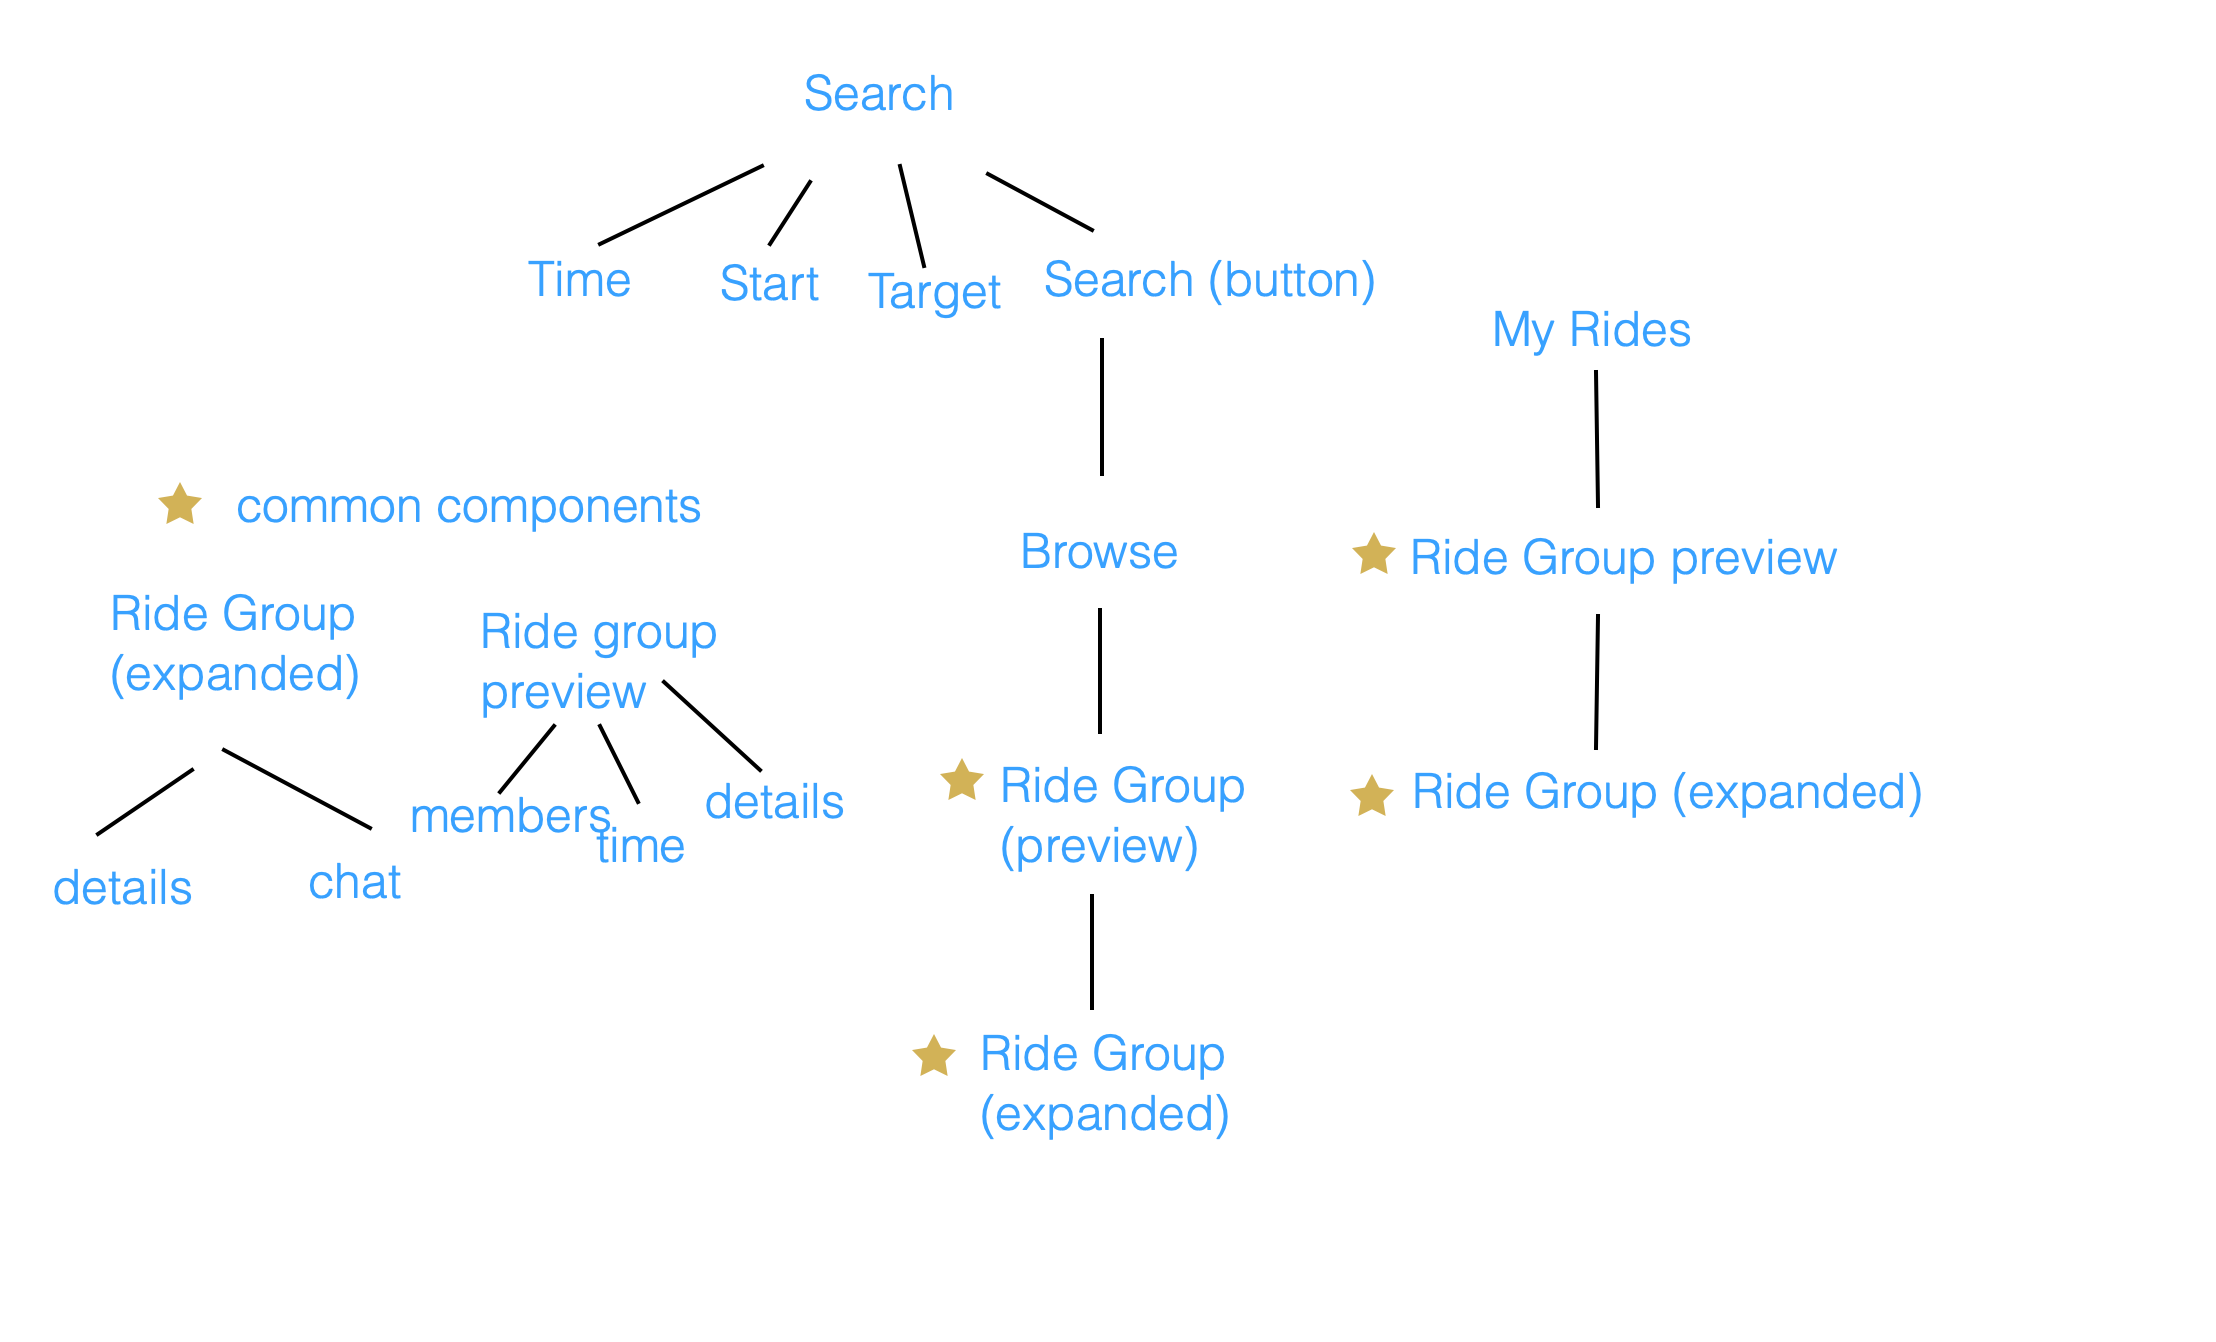 Search
Time
Start
Target
Search (button)
My Rides
common components
Browse
Ride Group preview
Ride Group
(expanded)
Ride group
preview
members
time
details
details
chat
Ride Group
(preview)
Ride Group (expanded)
Ride Group
(expanded)